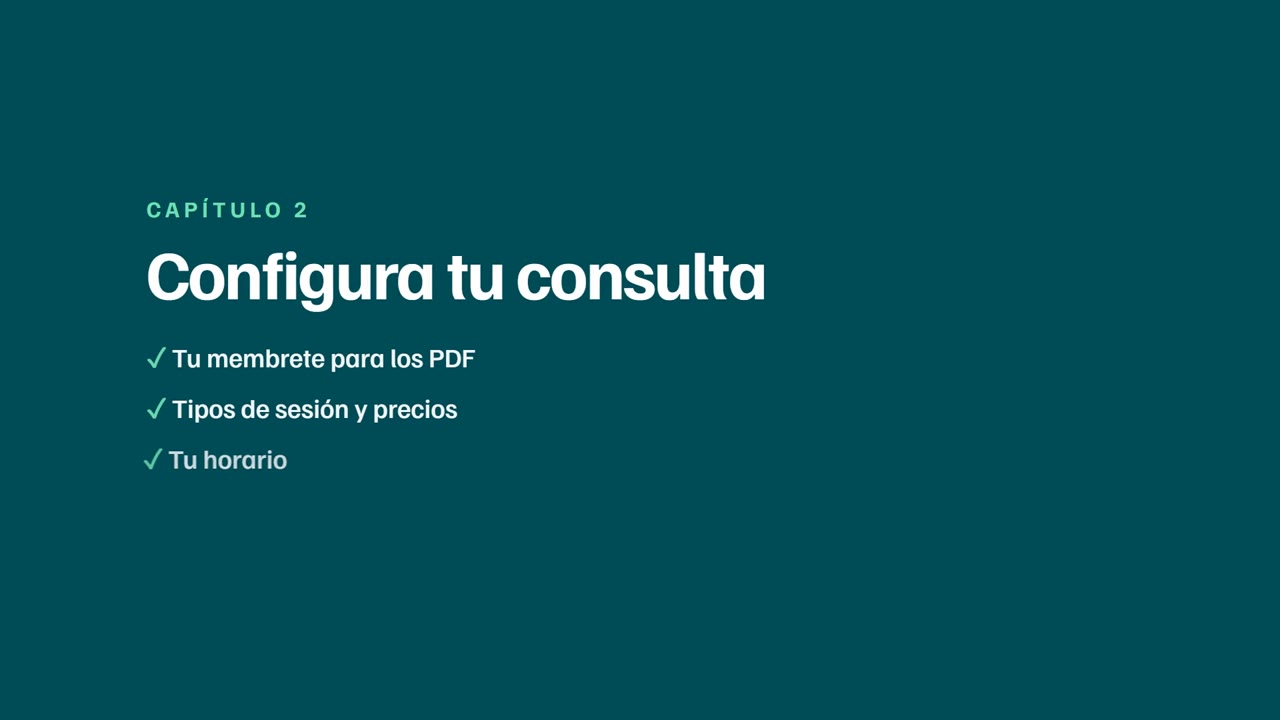 CAPÍTULO 2
Configura tu consulta
✓ Tu membrete para los PDF
✓ Tipos de sesión y precios
✓ Tu horario